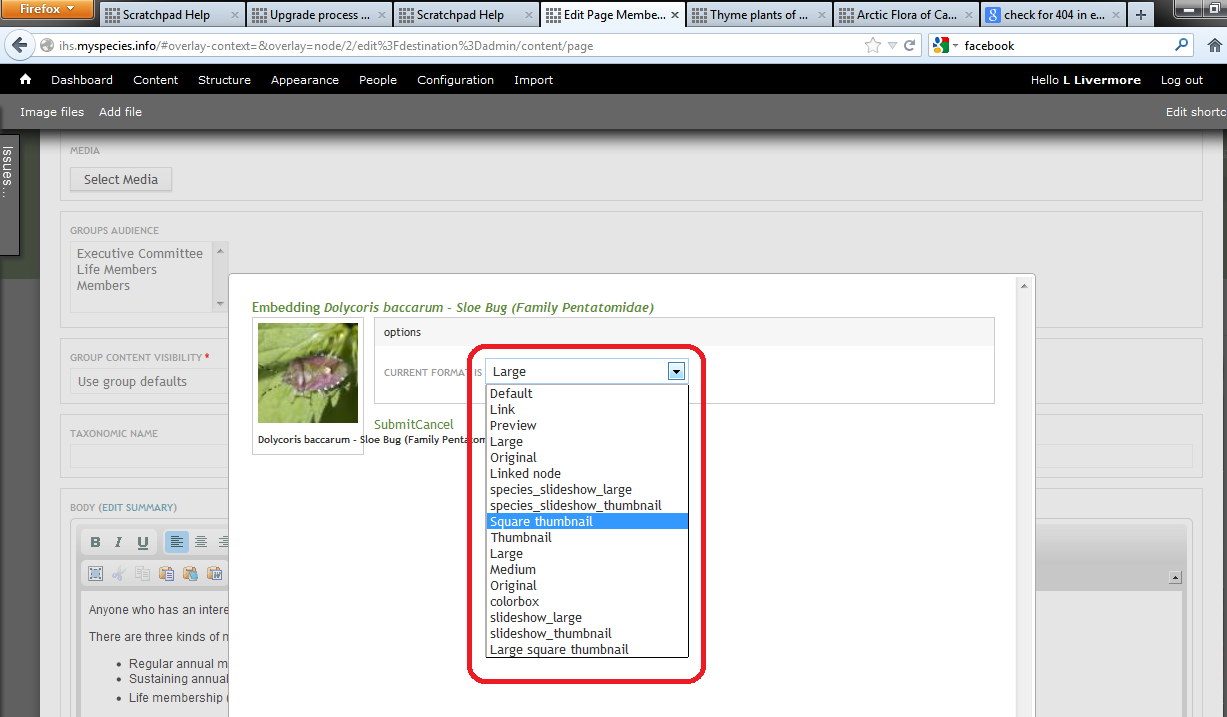 Firefox
Scratchpad Help
Upgrade process ...
Scratchpad Help
Edit Page Membe...
Thyme plants of ...
Arctic Flora of Ca...
check for 404 in e...
ihs.myspecies.info/#overlay-context=&overlay=node/2/edit%3Fdestination%3Dadmin/content/page
facebook
Dashboard Content Structure Appearance People Configuration Import Hello L Livermore Log out
Image files Add file Edit shortc
Issues...
MEDIA
Select Media
GROUPS AUDIENCE
Executive Committee
Life Members
Members
GROUP CONTENT VISIBILITY *
Use group defaults
TAXONOMIC NAME
BODY (EDIT SUMMARY)
B I U
Anyone who has an intere
There are three kinds of m
• Regular annual m
• Sustaining annual
• Life membership (
Embedding Dolycoris baccarum - Sloe Bug (Family Pentatomidae)
options
CURRENT FORMAT IS Large
SubmitCancel
Dolycoris baccarum - Sloe Bug (Family Pentatom
Default
Link
Preview
Large
Original
Linked node
species_slideshow_large
species_slideshow_thumbnail
Square thumbnail
Thumbnail
Large
Medium
Original
colorbox
slideshow_large
slideshow_thumbnail
Large square thumbnail